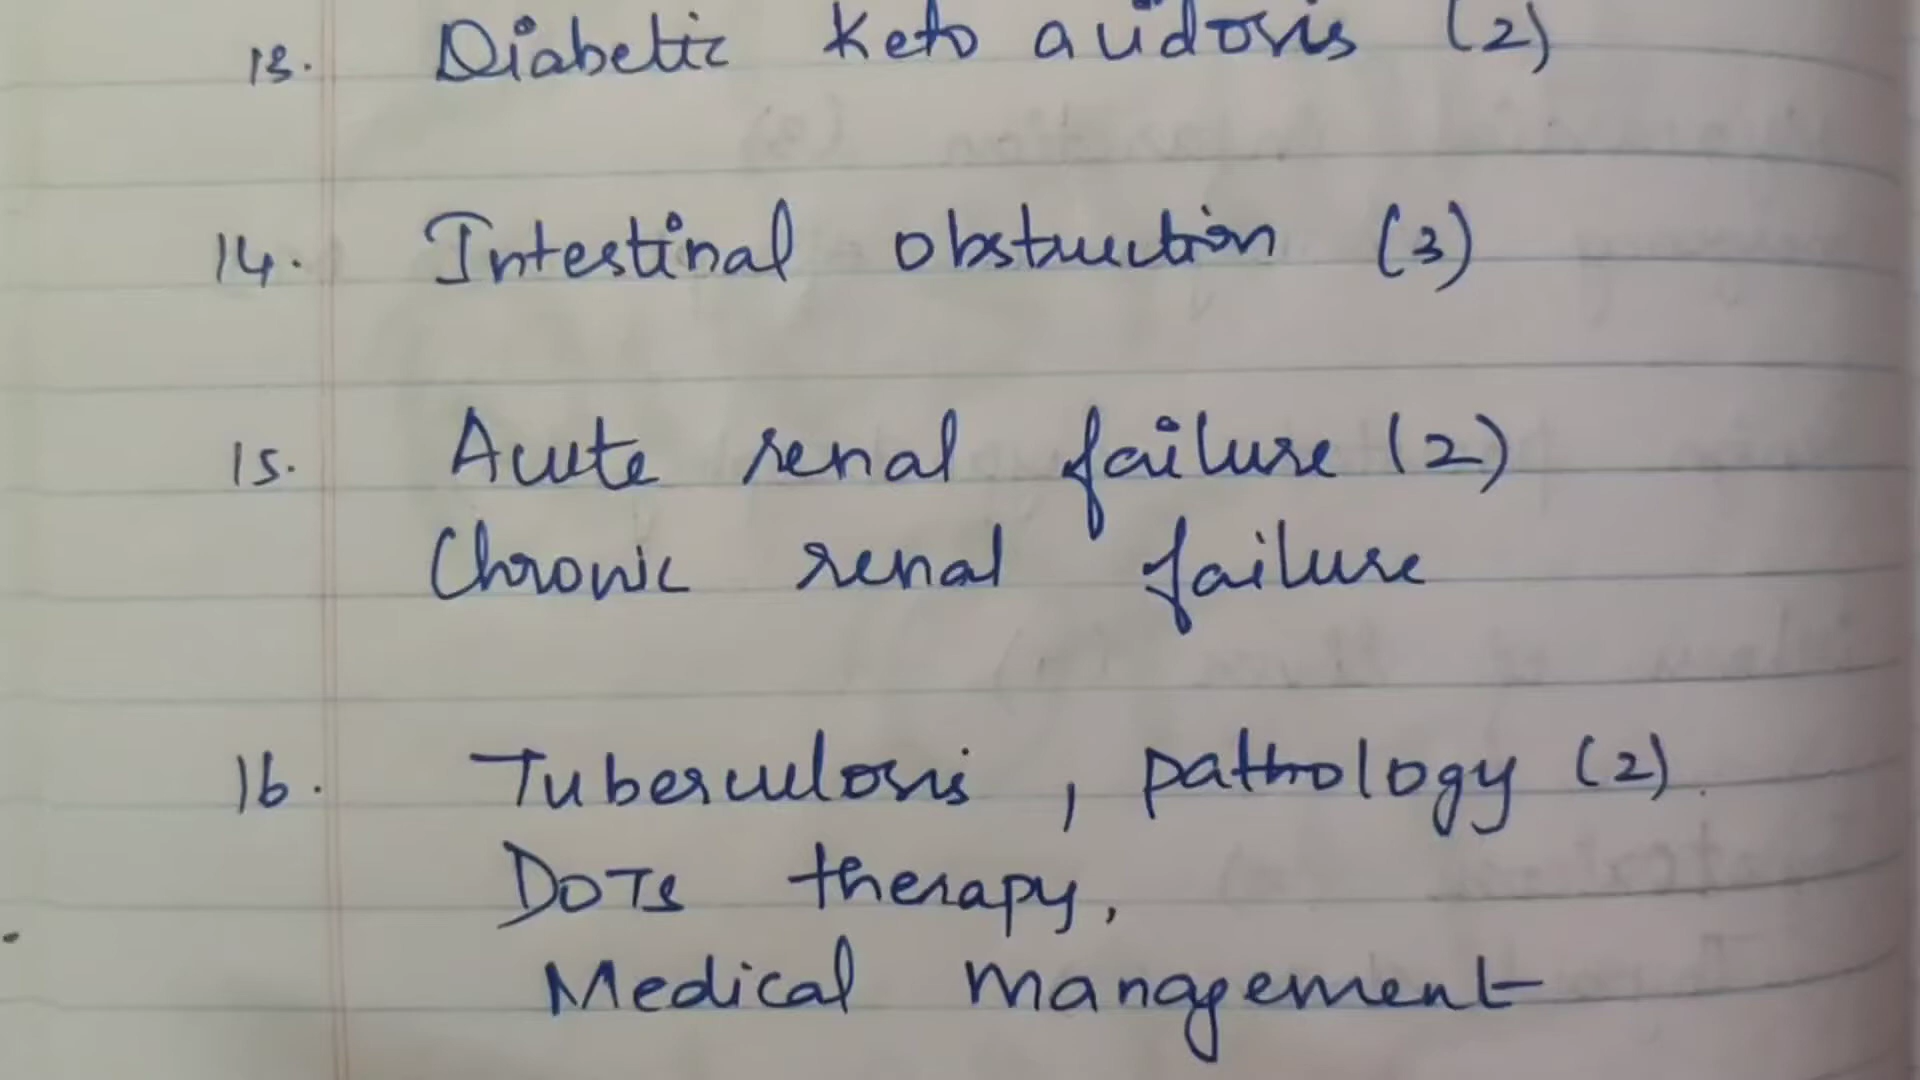 13. Diabetic Keto acidosis (2)
14. Intestinal obstruction (3)
15. Acute renal failure (2)
Chronic renal failure
16. Tuberculosis, pathology (2).
DOTS therapy,
Medical management